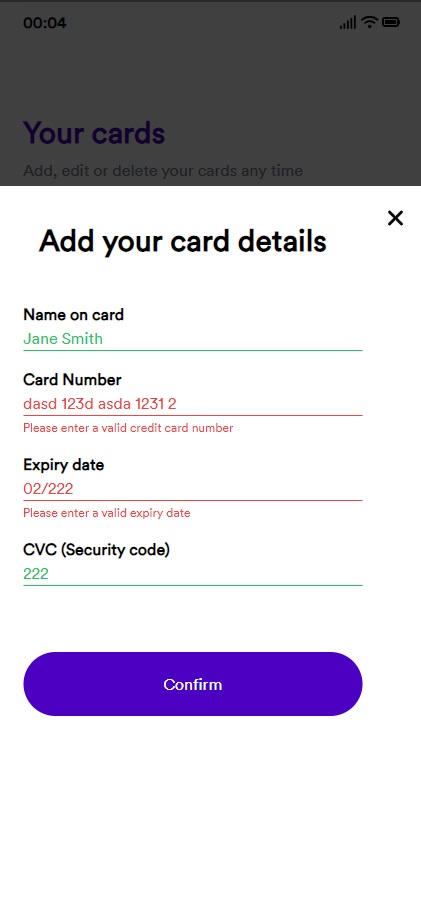 00:04
Your cards
Add, edit or delete your cards any time
Add your card details
Name on card
Jane Smith
Card Number
dasd 123d asda 1231 2
Please enter a valid credit card number
Expiry date
02/222
Please enter a valid expiry date
CVC (Security code)
222
Confirm